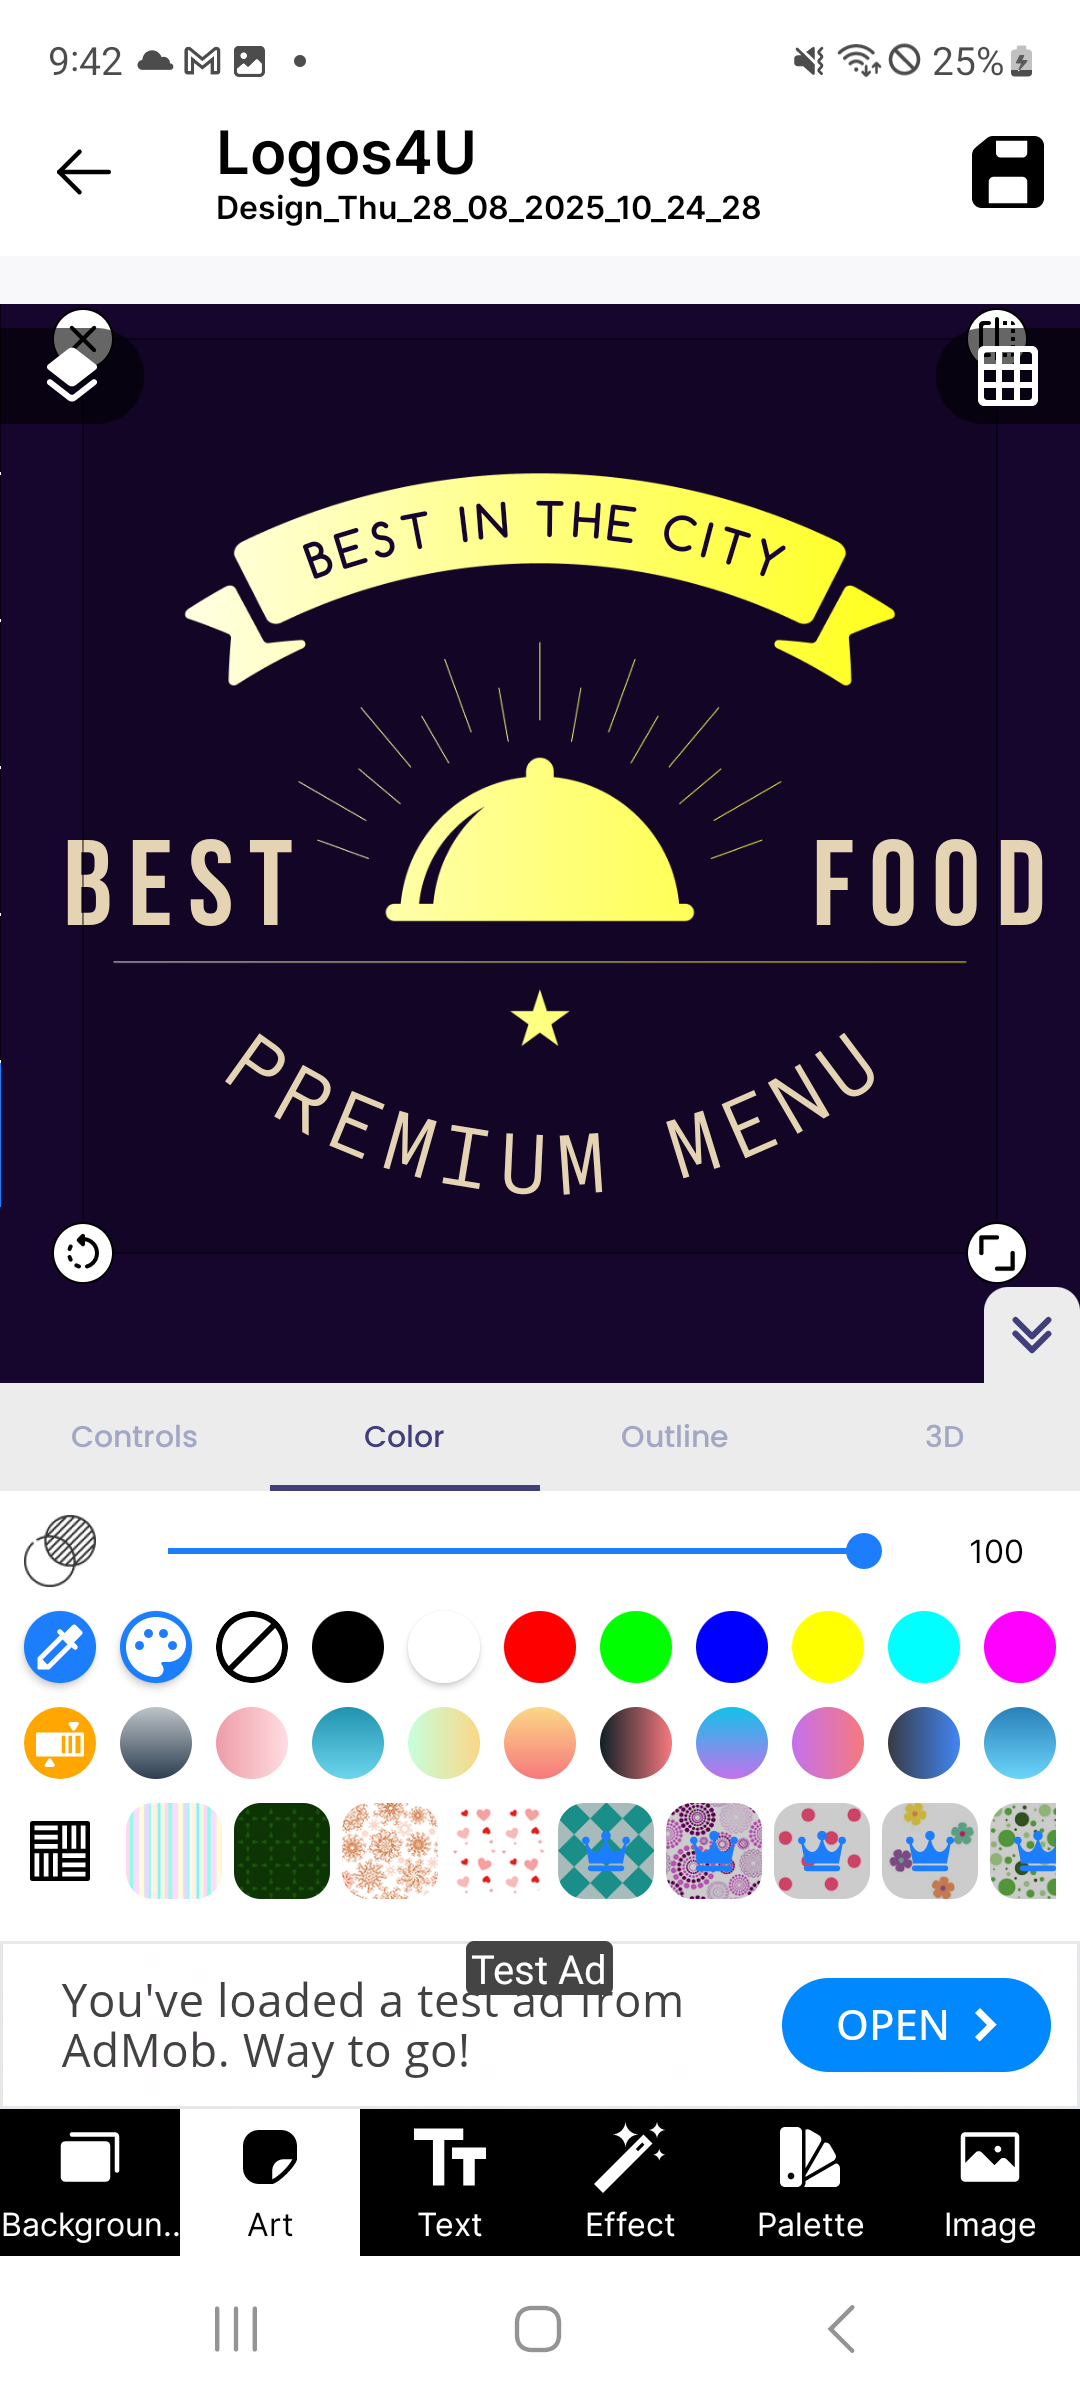 9:42
25%
Logos4U
Design_Thu_28_08_2025_10_24_28
BEST IN THE CITY
BEST FOOD
PREMIUM MENU
Controls Color Outline 3D
100
Test Ad
You've loaded a test ad from
AdMob. Way to go!
OPEN
Backgroun.. Art Text Effect Palette Image